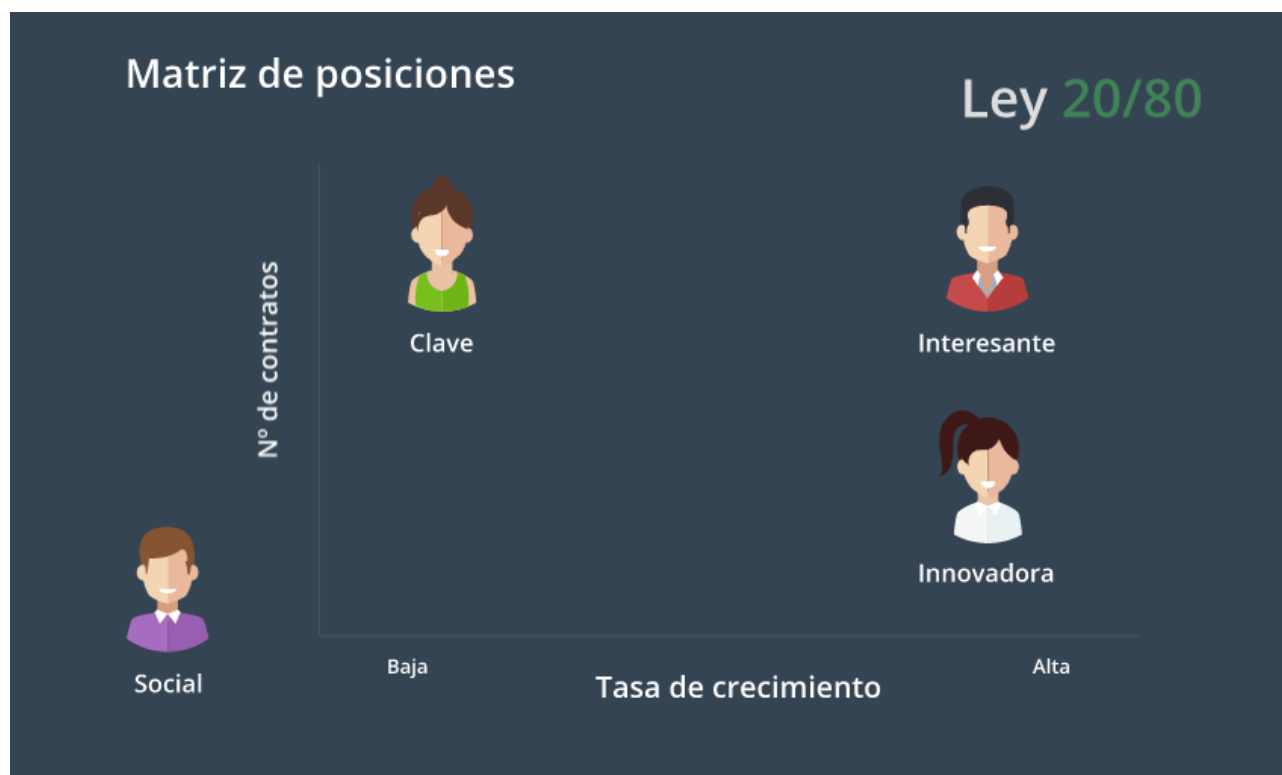 Matriz de posiciones
Ley 20/80
Nº de contratos
Clave
Interesante
Innovadora
Social
Baja
Alta
Tasa de crecimiento